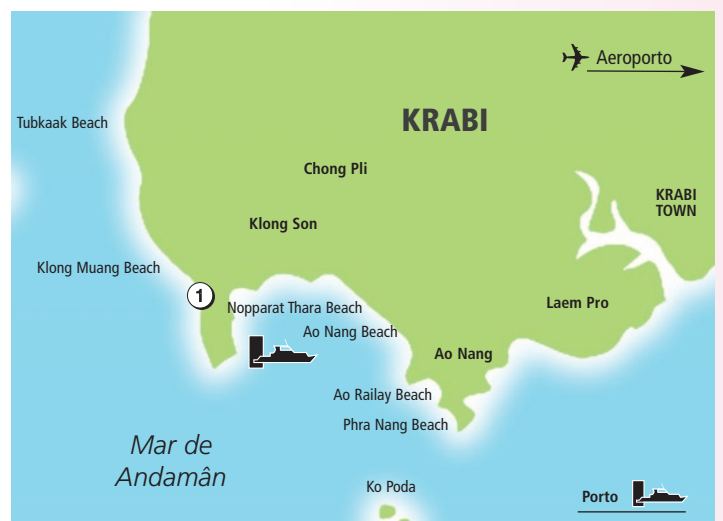 Aeroporto
KRABI
Tubkaak Beach
Chong Pli
KRABI
TOWN
Klong Son
Klong Muang Beach
1
Nopparat Thara Beach
Laem Pro
Ao Nang Beach
Ao Nang
Ao Railay Beach
Phra Nang Beach
Mar de
Andamân
Ko Poda
Porto